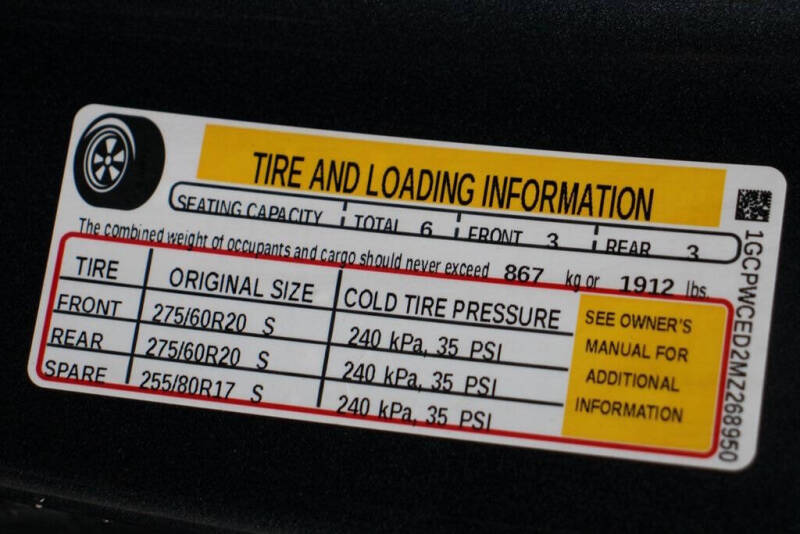 TIRE AND LOADING INFORMATION
SEATING CAPACITY TOTAL 6 FRONT 3 REAR 3
The combined weight of occupants and cargo should never exceed 867 kg or 1912 lbs.
TIRE ORIGINAL SIZE COLD TIRE PRESSURE
FRONT 275/60R20 S 240 kPa, 35 PSI
REAR 275/60R20 S 240 kPa, 35 PSI
SPARE 255/80R17 S 240 kPa, 35 PSI
SEE OWNER'S
MANUAL FOR
ADDITIONAL
INFORMATION
1GCPWCED2MZ268950